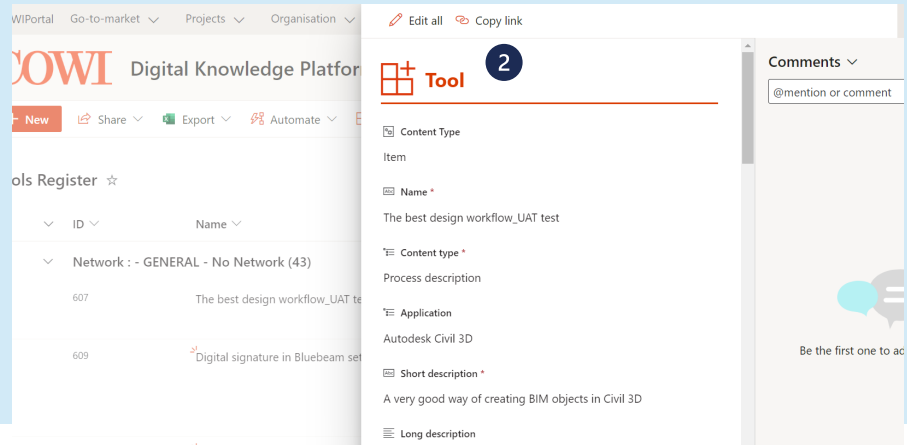 WIPortal Go-to-market Projects Organisation
COWI Digital Knowledge Platfor
New Share Export Automate
ols Register
ID Name
Network : - GENERAL - No Network (43)
607 The best design workflow_UAT te
609 Digital signature in Bluebeam set
Edit all Copy link
2
Tool
Content Type
Item
Abc Name *
The best design workflow_UAT test
Content type *
Process description
Application
Autodesk Civil 3D
Abc Short description *
A very good way of creating BIM objects in Civil 3D
Long description
Comments
@mention or comment
Be the first one to ad